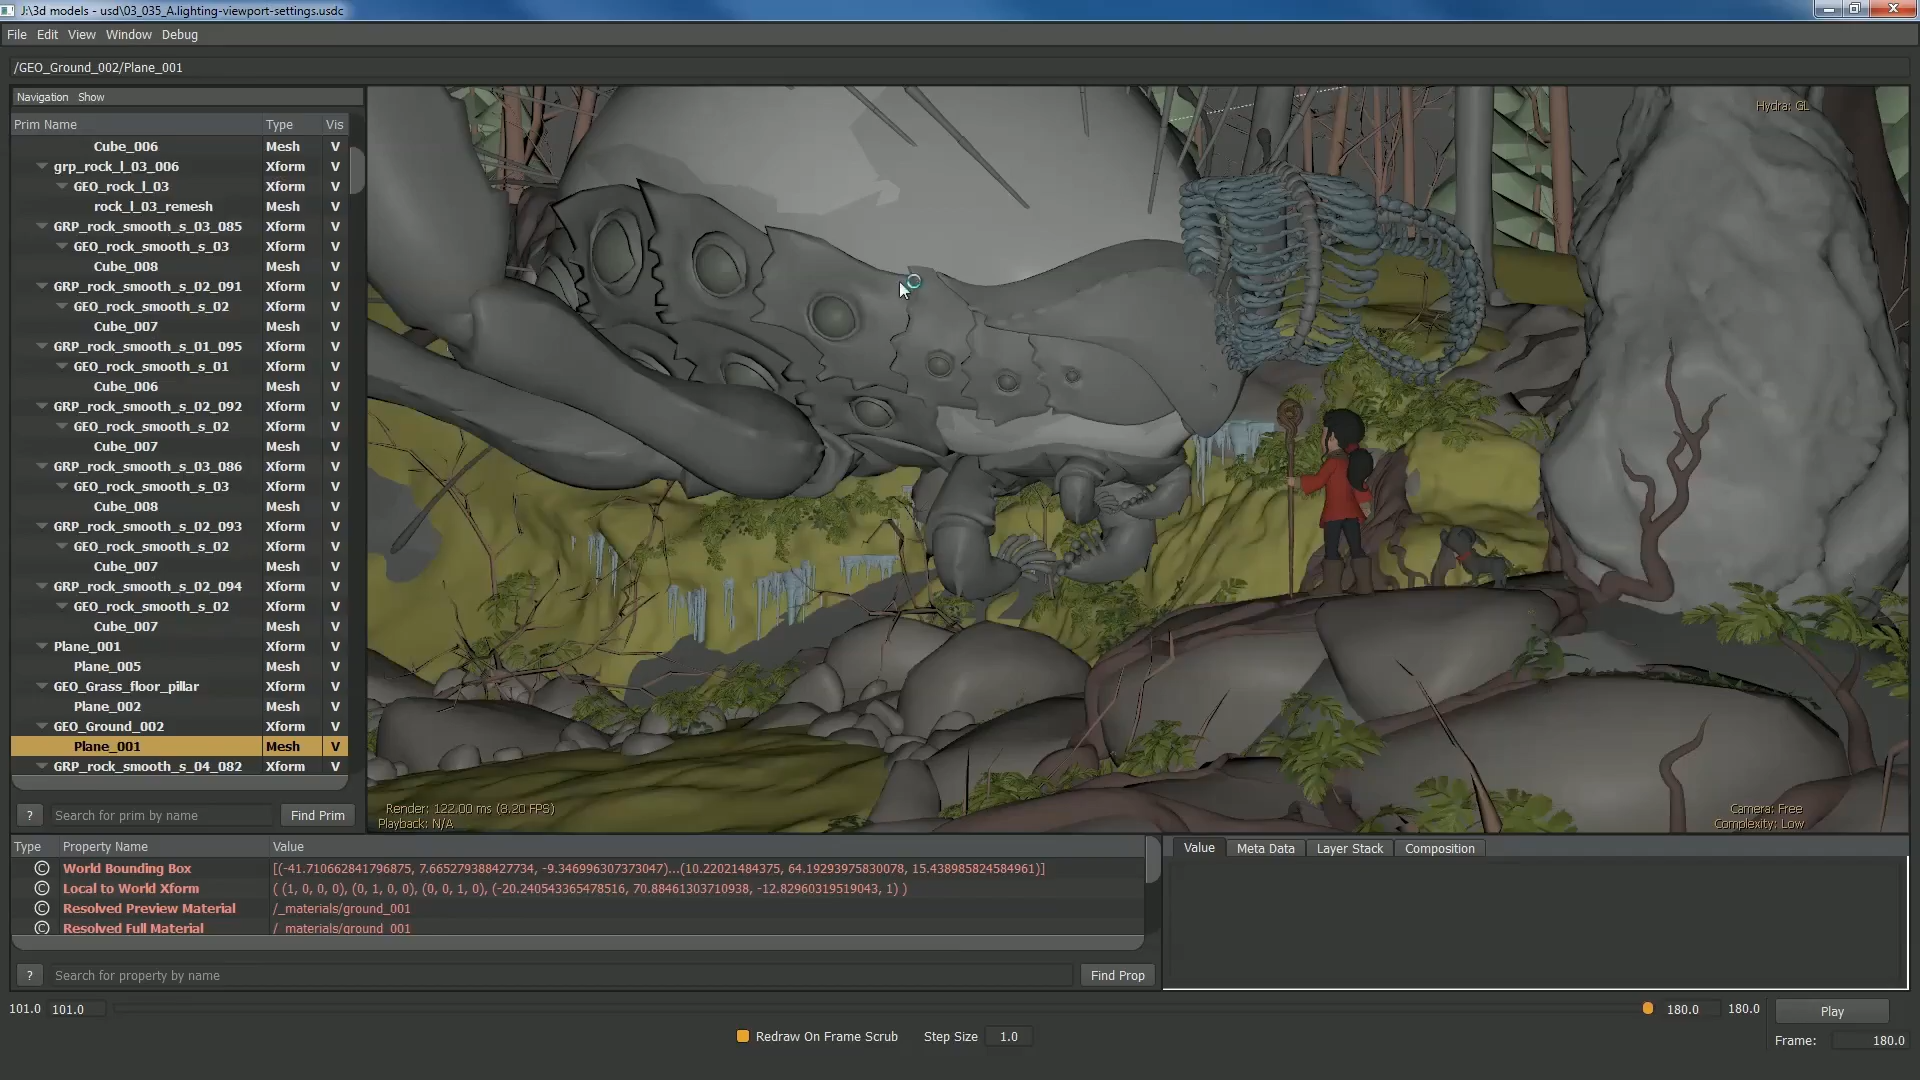 J:\3d models - usd\03_035_A.lighting-viewport-settings.usdc
File Edit View Window Debug
/GEO_Ground_002/Plane_001
Navigation Show
Prim Name Type Vis
Cube_006 Mesh V
grp_rock_l_03_006 Xform V
GEO_rock_l_03 Xform V
rock_l_03_remesh Mesh V
GRP_rock_smooth_s_03_085 Xform V
GEO_rock_smooth_s_03 Xform V
Cube_008 Mesh V
GRP_rock_smooth_s_02_091 Xform V
GEO_rock_smooth_s_02 Xform V
Cube_007 Mesh V
GRP_rock_smooth_s_01_095 Xform V
GEO_rock_smooth_s_01 Xform V
Cube_006 Mesh V
GRP_rock_smooth_s_02_092 Xform V
GEO_rock_smooth_s_02 Xform V
Cube_007 Mesh V
GRP_rock_smooth_s_03_086 Xform V
GEO_rock_smooth_s_03 Xform V
Cube_008 Mesh V
GRP_rock_smooth_s_02_093 Xform V
GEO_rock_smooth_s_02 Xform V
Cube_007 Mesh V
GRP_rock_smooth_s_02_094 Xform V
GEO_rock_smooth_s_02 Xform V
Cube_007 Mesh V
Plane_001 Xform V
Plane_005 Mesh V
GEO_Grass_floor_pillar Xform V
Plane_002 Mesh V
GEO_Ground_002 Xform V
Plane_001 Mesh V
GRP_rock_smooth_s_04_082 Xform V
? Search for prim by name Find Prim
Hydra: GL
Render: 122.00 ms (8.20 FPS)
Playback: N/A
Camera: Free
Complexity: Low
Type Property Name Value
© World Bounding Box [(-41.710662841796875, 7.665279388427734, -9.346996307373047)...(10.22021484375, 64.19293975830078, 15.438985824584961)]
© Local to World Xform ( (1, 0, 0, 0), (0, 1, 0, 0), (0, 0, 1, 0), (-20.240543365478516, 70.88461303710938, -12.82960319519043, 1) )
© Resolved Preview Material /_materials/ground_001
© Resolved Full Material /_materials/ground_001
? Search for property by name Find Prop
Value Meta Data Layer Stack Composition
101.0 101.0 180.0 180.0 Play
Redraw On Frame Scrub Step Size 1.0 Frame: 180.0